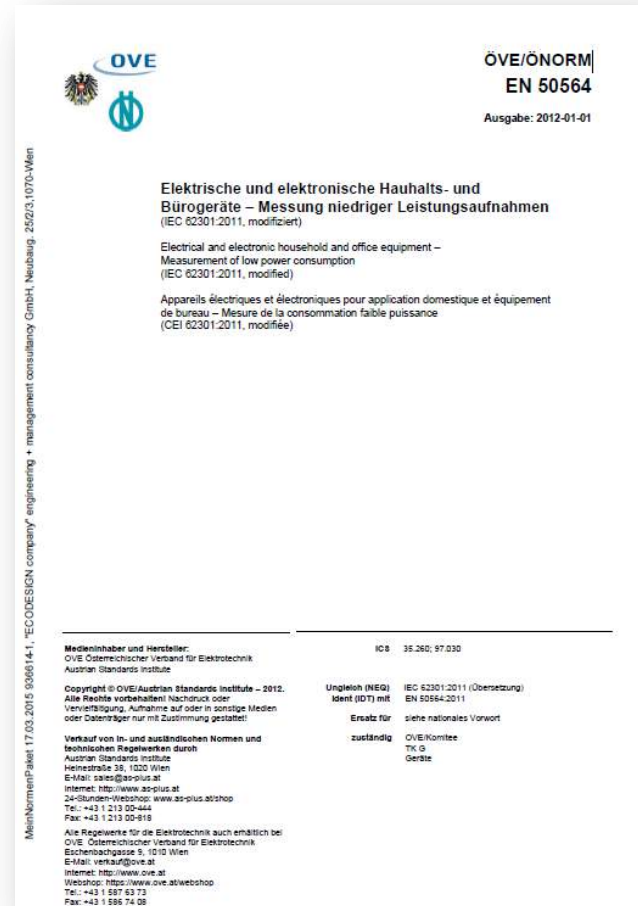 OVE
ÖVE/ÖNORM
EN 50564
Ausgabe: 2012-01-01
Elektrische und elektronische Hauhalts- und
Bürogeräte – Messung niedriger Leistungsaufnahmen
(IEC 62301:2011, modifiziert)
Electrical and electronic household and office equipment –
Measurement of low power consumption
(IEC 62301:2011, modified)
Appareils électriques et électroniques pour application domestique et équipement
de bureau – Mesure de la consommation faible puissance
(CEI 62301:2011, modifiée)
MeinNormenPaket 17.03.2015 936614-1, "ECODESIGN company" engineering + management consultancy GmbH, Neubaug. 25/2/3,1070-Wien
Medieninhaber und Hersteller:
OVE Österreichischer Verband für Elektrotechnik
Austrian Standards Institute
Copyright © OVE/Austrian Standards Institute – 2012.
Alle Rechte vorbehalten! Nachdruck oder
Vervielfältigung, Aufnahme auf oder in sonstige Medien
oder Datenträger nur mit Zustimmung gestattet!
Verkauf von in- und ausländischen Normen und
technischen Regelwerken durch
Austrian Standards Institute
Heinestraße 38, 1020 Wien
E-Mail: sales@as-plus.at
Internet: http://www.as-plus.at
24-Stunden-Webshop: www.as-plus.at/shop
Tel.: +43 1 213 00-444
Fax: +43 1 213 00-818
Alle Regelwerke für die Elektrotechnik auch erhältlich bei
OVE Österreichischer Verband für Elektrotechnik
Eschenbachgasse 9, 1010 Wien
E-Mail: verkauf@ove.at
Internet: http://www.ove.at
Webshop: https://www.ove.at/webshop
Tel.: +43 1 587 63 73
Fax: +43 1 586 74 08
ICS 35.260; 97.030
Ungleich (NEQ) IEC 62301:2011 (Übersetzung)
Ident (IDT) mit EN 50564:2011
Ersatz für siehe nationales Vorwort
zuständig OVE/Komitee
TK G
Geräte